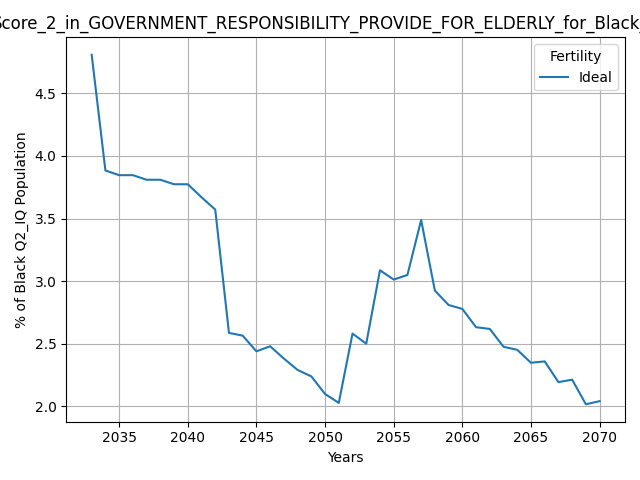 Score_2_in_GOVERNMENT_RESPONSIBILITY_PROVIDE_FOR_ELDERLY_for_Black_
Fertility
Ideal
% of Black Q2_IQ Population
4.5
4.0
3.5
3.0
2.5
2.0
2035 2040 2045 2050 2055 2060 2065 2070
Years